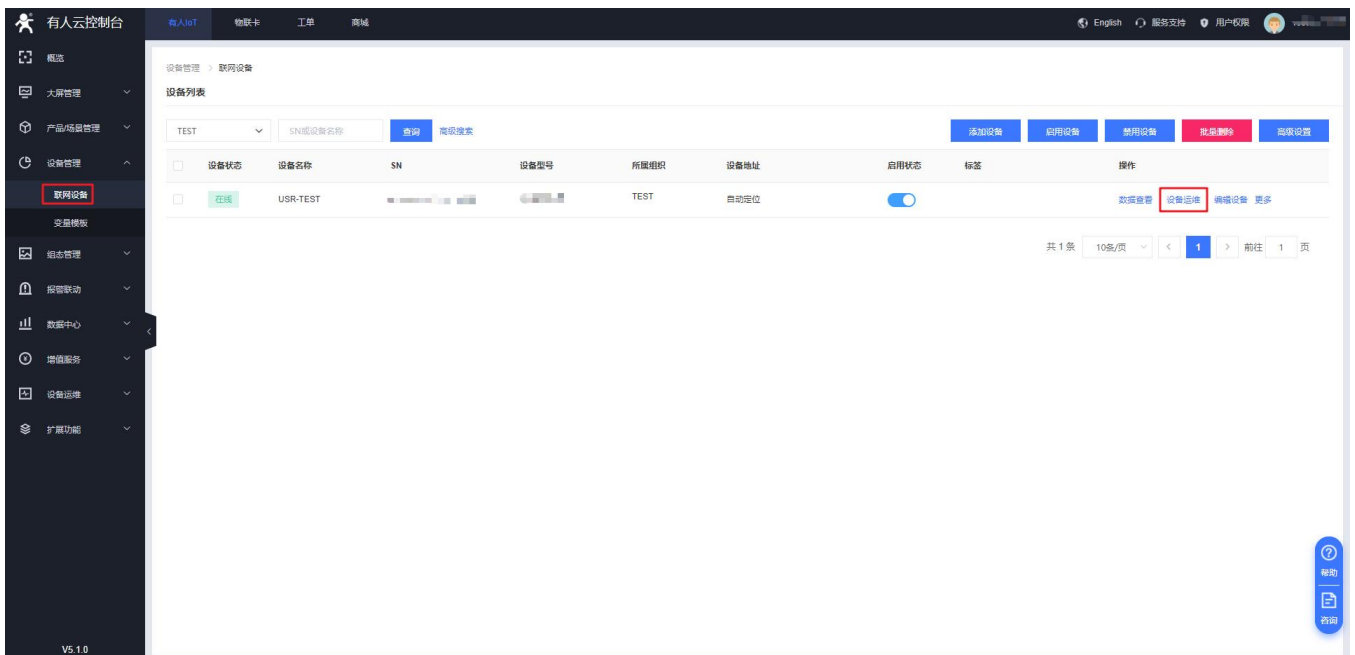 有人云控制台
有人IoT 物联卡 工单 商城
English 服务支持 用户权限
概览
大屏管理
产品/场景管理
设备管理
联网设备
变量模板
组态管理
报警联动
数据中心
增值服务
设备运维
扩展功能
V5.1.0
设备管理 > 联网设备
设备列表
TEST SN或设备名称 查询 高级搜索 添加设备 启用设备 禁用设备 批量删除 高级设置
设备状态 设备名称 SN 设备型号 所属组织 设备地址 启用状态 标签 操作
在线 USR-TEST TEST 自动定位 数据查看 设备运维 编辑设备 更多
共 1 条 10条/页 < 1 > 前往 1 页
帮助
咨询